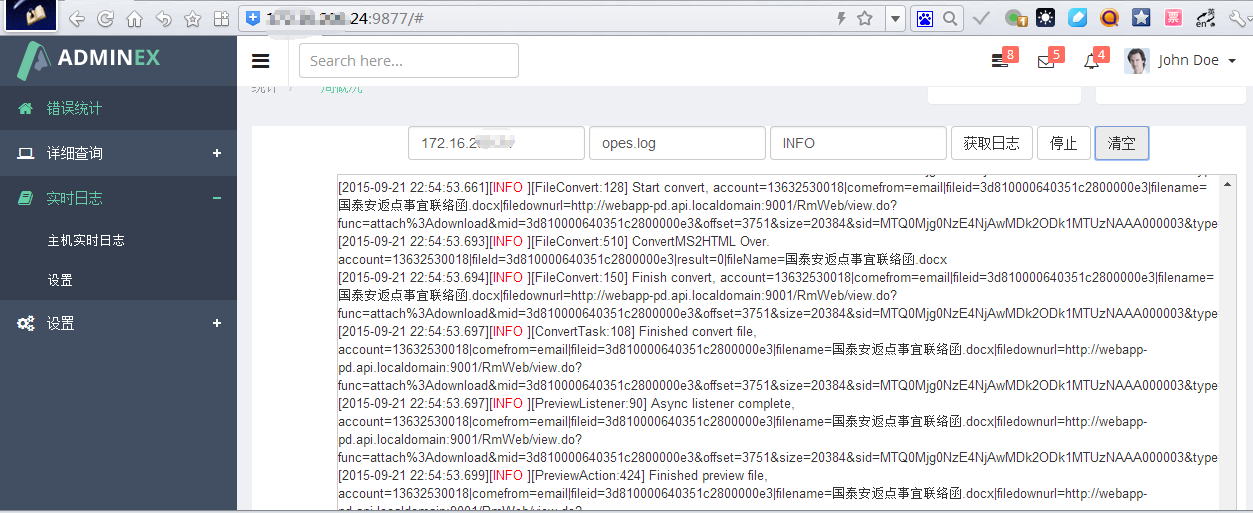 24:9877/#
英
en
票
ADMINEX
Search here...
8
5
4
John Doe
错误统计
详细查询
实时日志
主机实时日志
设置
设置
统计 / 周概况
172.16.2
opes.log
INFO
获取日志
停止
清空
[2015-09-21 22:54:53.661][INFO ][FileConvert:128] Start convert, account=13632530018|comefrom=email|fileid=3d810000640351c2800000e3|filename=
国泰安返点事宜联络函.docx|filedownurl=http://webapp-pd.api.localdomain:9001/RmWeb/view.do?
func=attach%3Adownload&mid=3d810000640351c2800000e3&offset=3751&size=20384&sid=MTQ0Mjg0NzE4NjAwMDk2ODk1MTUzNAAA000003&type
[2015-09-21 22:54:53.693][INFO ][FileConvert:510] ConvertMS2HTML Over.
account=13632530018|fileId=3d810000640351c2800000e3|result=0|fileName=国泰安返点事宜联络函.docx
[2015-09-21 22:54:53.694][INFO ][FileConvert:150] Finish convert, account=13632530018|comefrom=email|fileid=3d810000640351c2800000e3|filename=
国泰安返点事宜联络函.docx|filedownurl=http://webapp-pd.api.localdomain:9001/RmWeb/view.do?
func=attach%3Adownload&mid=3d810000640351c2800000e3&offset=3751&size=20384&sid=MTQ0Mjg0NzE4NjAwMDk2ODk1MTUzNAAA000003&type
[2015-09-21 22:54:53.697][INFO ][ConvertTask:108] Finished convert file,
account=13632530018|comefrom=email|fileid=3d810000640351c2800000e3|filename=国泰安返点事宜联络函.docx|filedownurl=http://webapp-
pd.api.localdomain:9001/RmWeb/view.do?
func=attach%3Adownload&mid=3d810000640351c2800000e3&offset=3751&size=20384&sid=MTQ0Mjg0NzE4NjAwMDk2ODk1MTUzNAAA000003&type
[2015-09-21 22:54:53.697][INFO ][PreviewListener:90] Async listener complete,
account=13632530018|comefrom=email|fileid=3d810000640351c2800000e3|filename=国泰安返点事宜联络函.docx|filedownurl=http://webapp-
pd.api.localdomain:9001/RmWeb/view.do?
func=attach%3Adownload&mid=3d810000640351c2800000e3&offset=3751&size=20384&sid=MTQ0Mjg0NzE4NjAwMDk2ODk1MTUzNAAA000003&type
[2015-09-21 22:54:53.699][INFO ][PreviewAction:424] Finished preview file,
account=13632530018|comefrom=email|fileid=3d810000640351c2800000e3|filename=国泰安返点事宜联络函.docx|filedownurl=http://webapp-
pd.api.localdomain:9001/RmWeb/view.do?